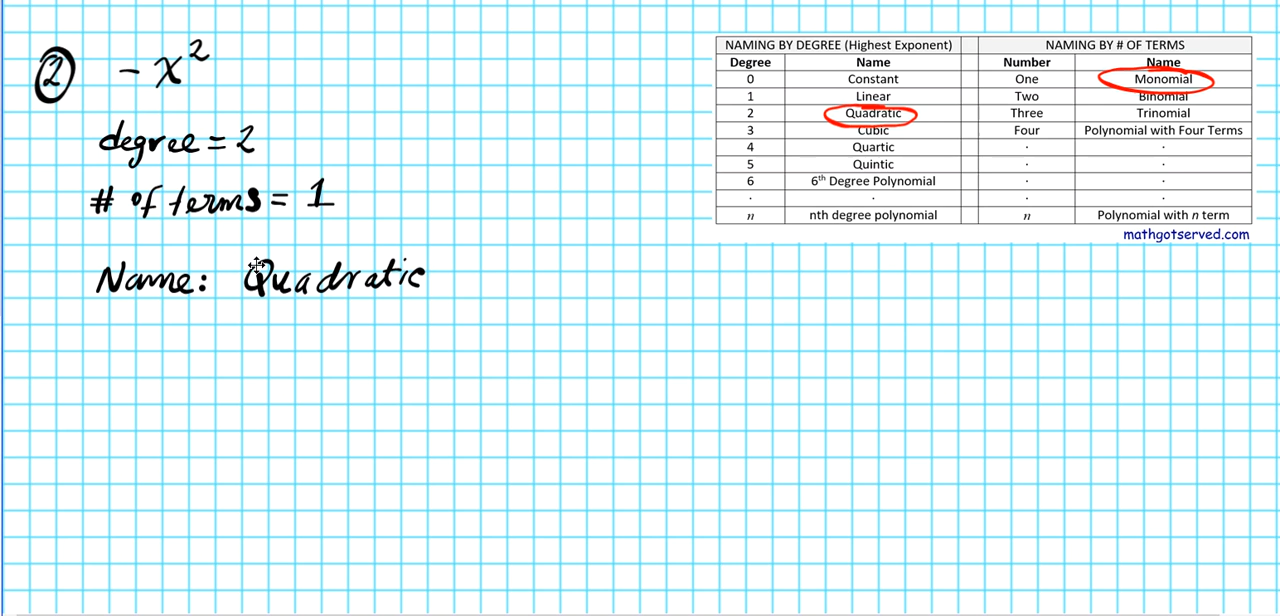 ② -x²
degree = 2
# of terms = 1
Name: Quadratic
NAMING BY DEGREE (Highest Exponent) NAMING BY # OF TERMS
Degree Name Number Name
0 Constant One Monomial
1 Linear Two Binomial
2 Quadratic Three Trinomial
3 Cubic Four Polynomial with Four Terms
4 Quartic . .
5 Quintic . .
6 6th Degree Polynomial . .
. . . .
n nth degree polynomial n Polynomial with n term
mathgotserved.com